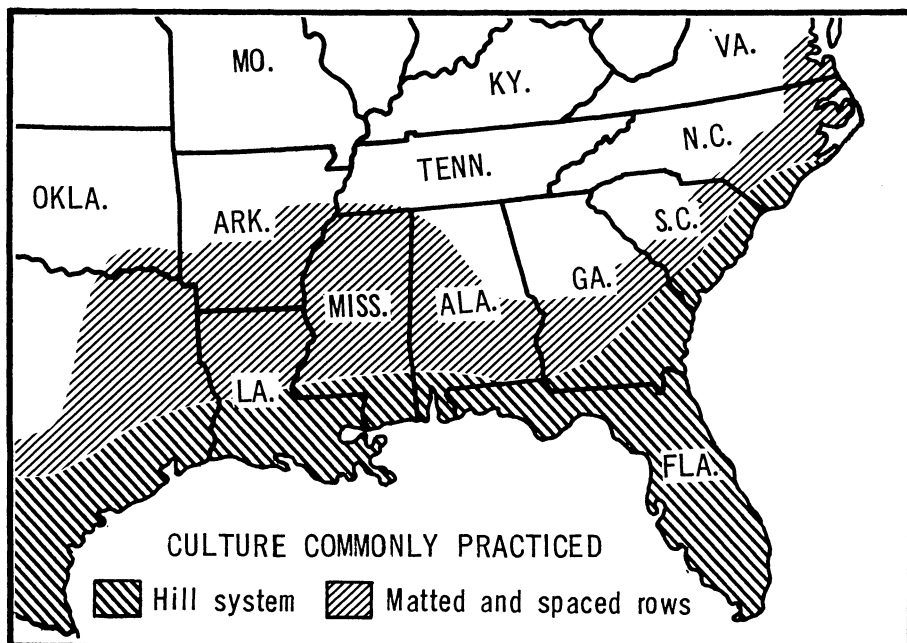 MO.
KY.
VA.
N.C.
TENN.
OKLA.
ARK.
S.C.
GA.
MISS.
ALA.
LA.
FLA.
CULTURE COMMONLY PRACTICED
Hill system Matted and spaced rows